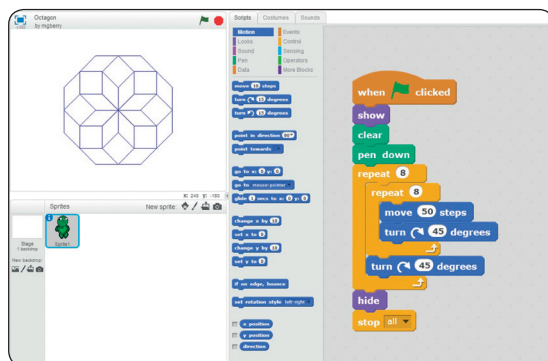 Octagon
by mgberry
Scripts
Costumes
Sounds
Motion
Looks
Sound
Pen
Data
Events
Control
Sensing
Operators
More Blocks
move 10 steps
turn 15 degrees
turn 15 degrees
point in direction 90
point towards
go to x: 0 y: 0
go to mouse-pointer
glide 1 secs to x: 0 y: 0
change x by 10
set x to 0
change y by 10
set y to 0
if on edge, bounce
set rotation style left-right
x position
y position
direction
X: 240 Y: -180
Sprites
New sprite:
Stage
1 backdrop
New backdrop:
Sprite1
when clicked
show
clear
pen down
repeat 8
repeat 8
move 50 steps
turn 45 degrees
turn 45 degrees
hide
stop all